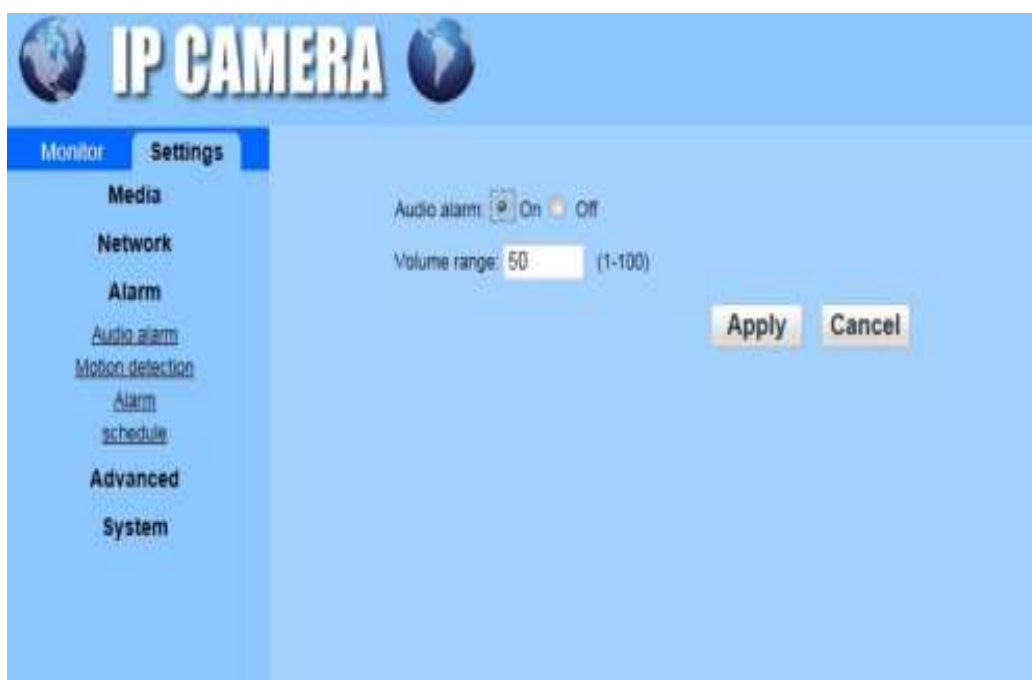 IP CAMERA
Monitor Settings
Media
Network
Alarm
Audio alarm
Motion detection
Alarm
schedule
Advanced
System
Audio alarm: On Off
Volume range: 50 (1-100)
Apply Cancel